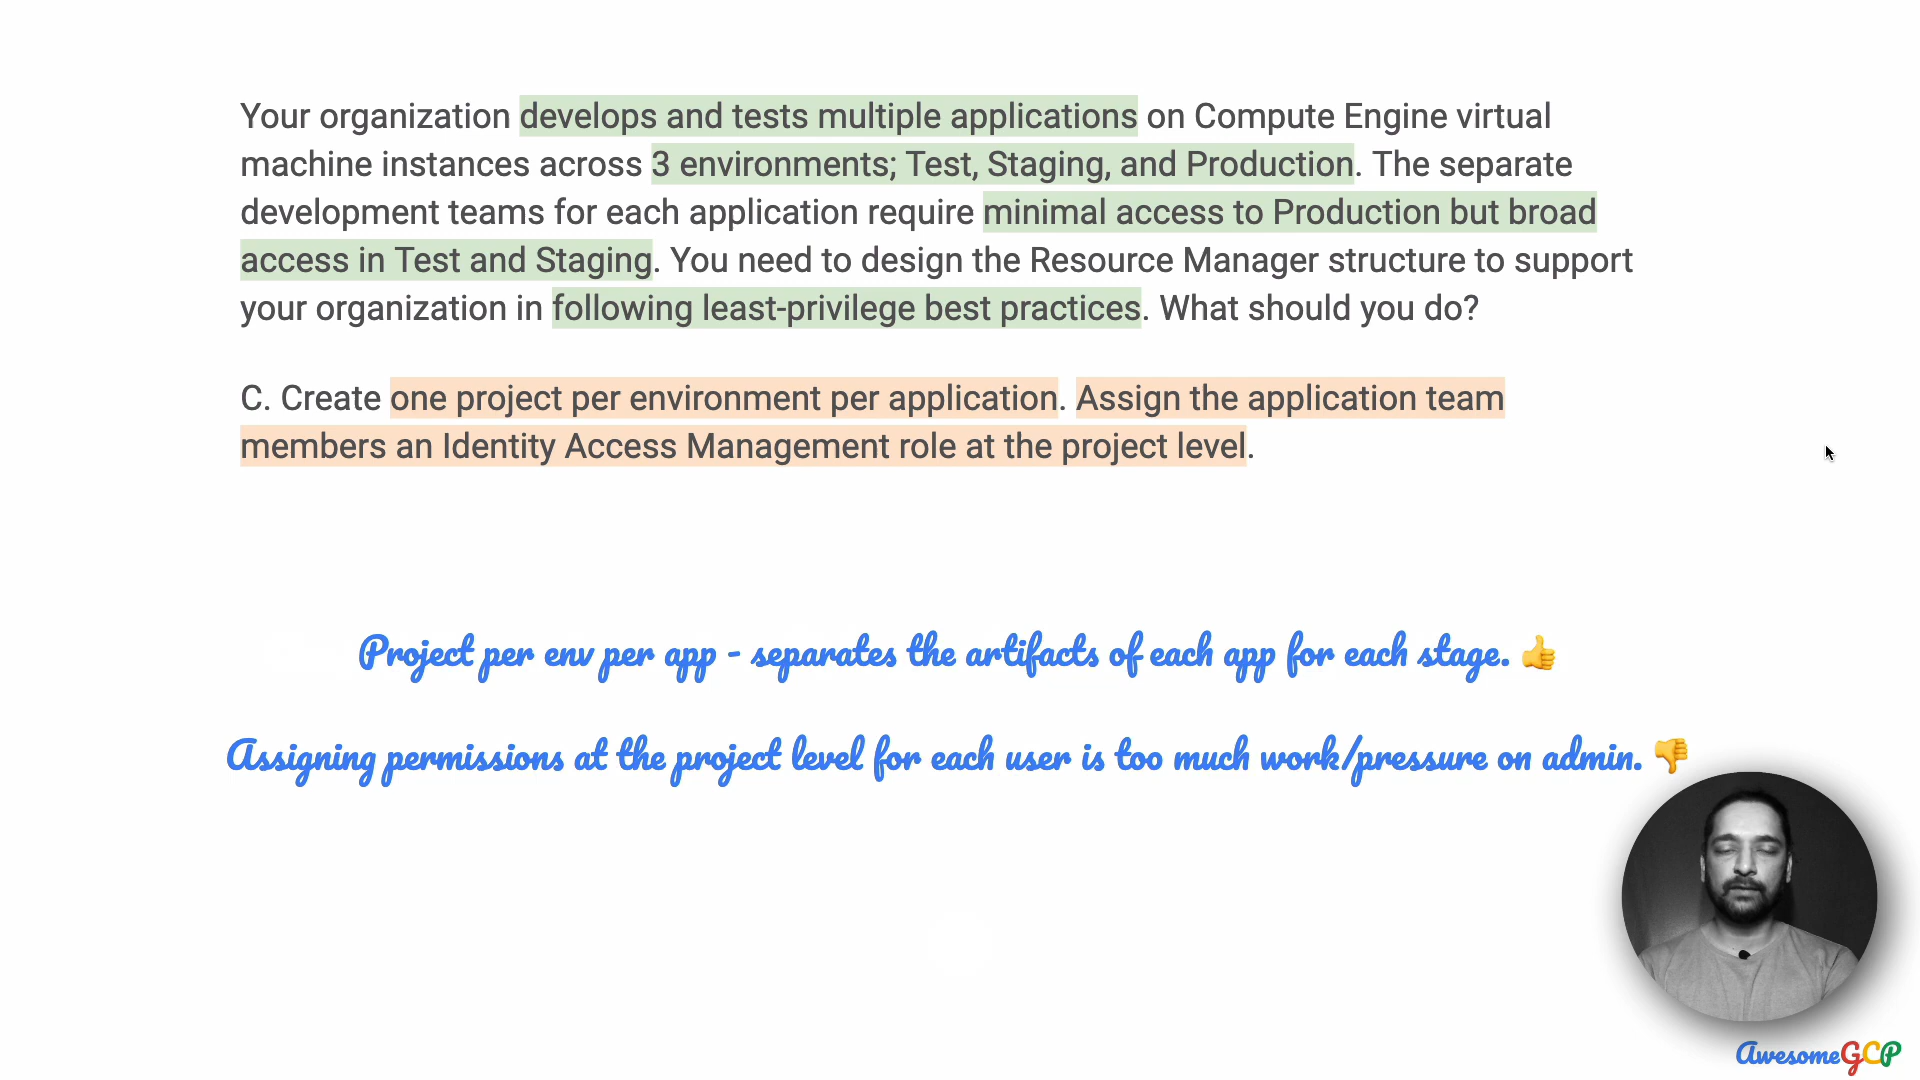 Your organization develops and tests multiple applications on Compute Engine virtual
machine instances across 3 environments; Test, Staging, and Production. The separate
development teams for each application require minimal access to Production but broad
access in Test and Staging. You need to design the Resource Manager structure to support
your organization in following least-privilege best practices. What should you do?
C. Create one project per environment per application. Assign the application team
members an Identity Access Management role at the project level.
Project per env per app - separates the artifacts of each app for each stage. 👍
Assigning permissions at the project level for each user is too much work/pressure on admin. 👎
AwesomeGCP